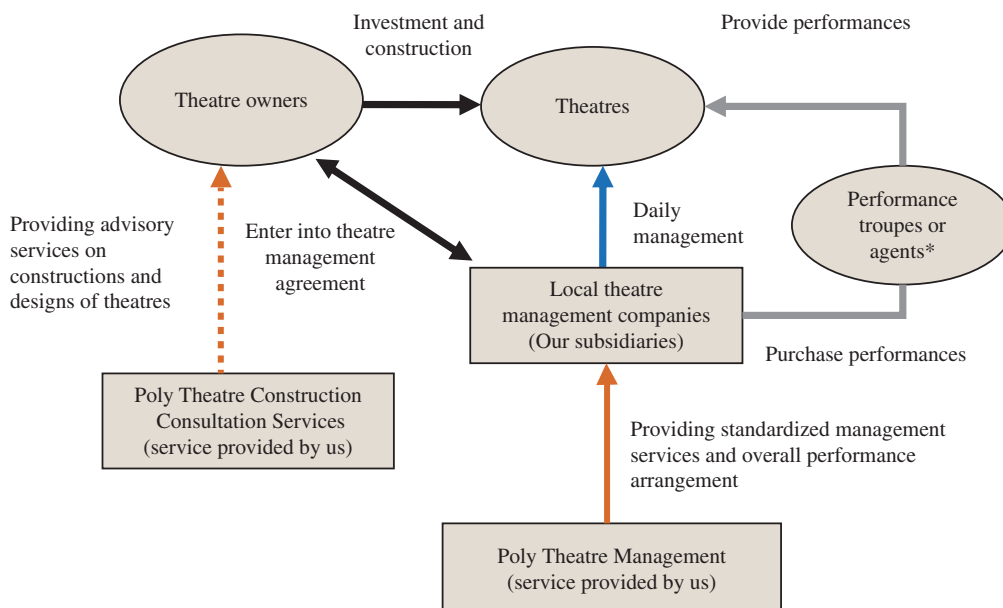 Investment and
construction
Provide performances
Theatre owners
Theatres
Performance
troupes or
agents*
Providing advisory
services on
constructions and
designs of theatres
Enter into theatre
management
agreement
Daily
management
Local theatre
management companies
(Our subsidiaries)
Purchase performances
Poly Theatre Construction
Consultation Services
(service provided by us)
Providing standardized management
services and overall performance
arrangement
Poly Theatre Management
(service provided by us)